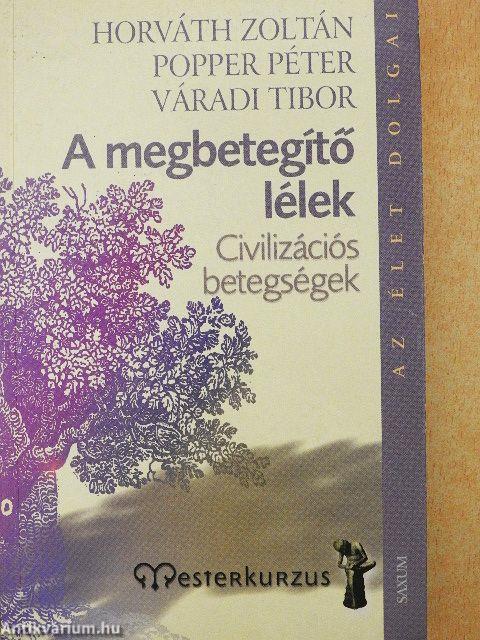 HORVÁTH ZOLTÁN
POPPER PÉTER
VÁRADI TIBOR
A megbetegítő
lélek
Civilizációs
betegségek
AZ ÉLET DOLGAI
Mesterkurzus
SAXUM
Antikvarium.hu